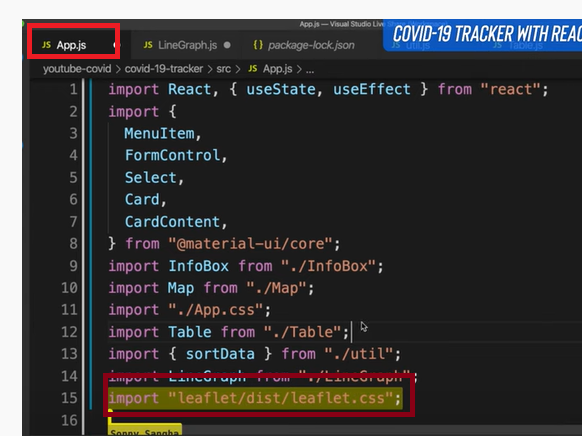 App.js — Visual Studio Live
COVID-19 TRACKER WITH REAC
JS App.js
JS LineGraph.js
{} package-lock.json
youtube-covid > covid-19-tracker > src > JS App.js > ...
1 import React, { useState, useEffect } from "react";
2 import {
3 MenuItem,
4 FormControl,
5 Select,
6 Card,
7 CardContent,
8 } from "@material-ui/core";
9 import InfoBox from "./InfoBox";
10 import Map from "./Map";
11 import "./App.css";
12 import Table from "./Table";
13 import { sortData } from "./util";
14 import LineGraph from "./LineGraph";
15 import "leaflet/dist/leaflet.css";
16
Sonny Sangha